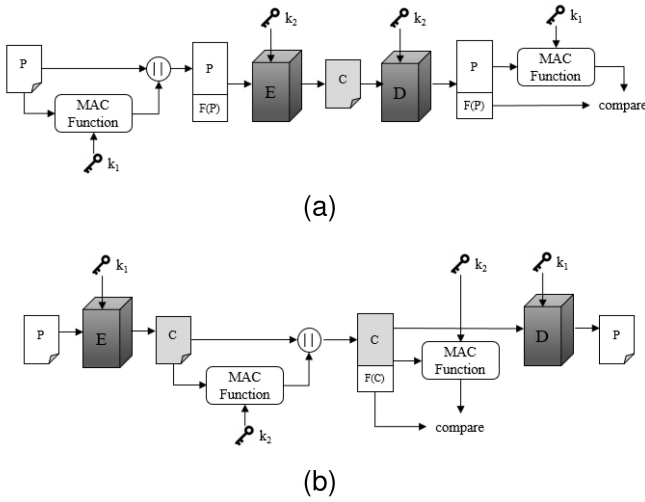 k₂
k₂
k₁
P
||
P
F(P)
E
C
D
P
F(P)
MAC
Function
compare
MAC
Function
k₁
(a)
k₁
k₂
k₁
P
E
C
||
C
F(C)
MAC
Function
D
P
MAC
Function
k₂
compare
(b)